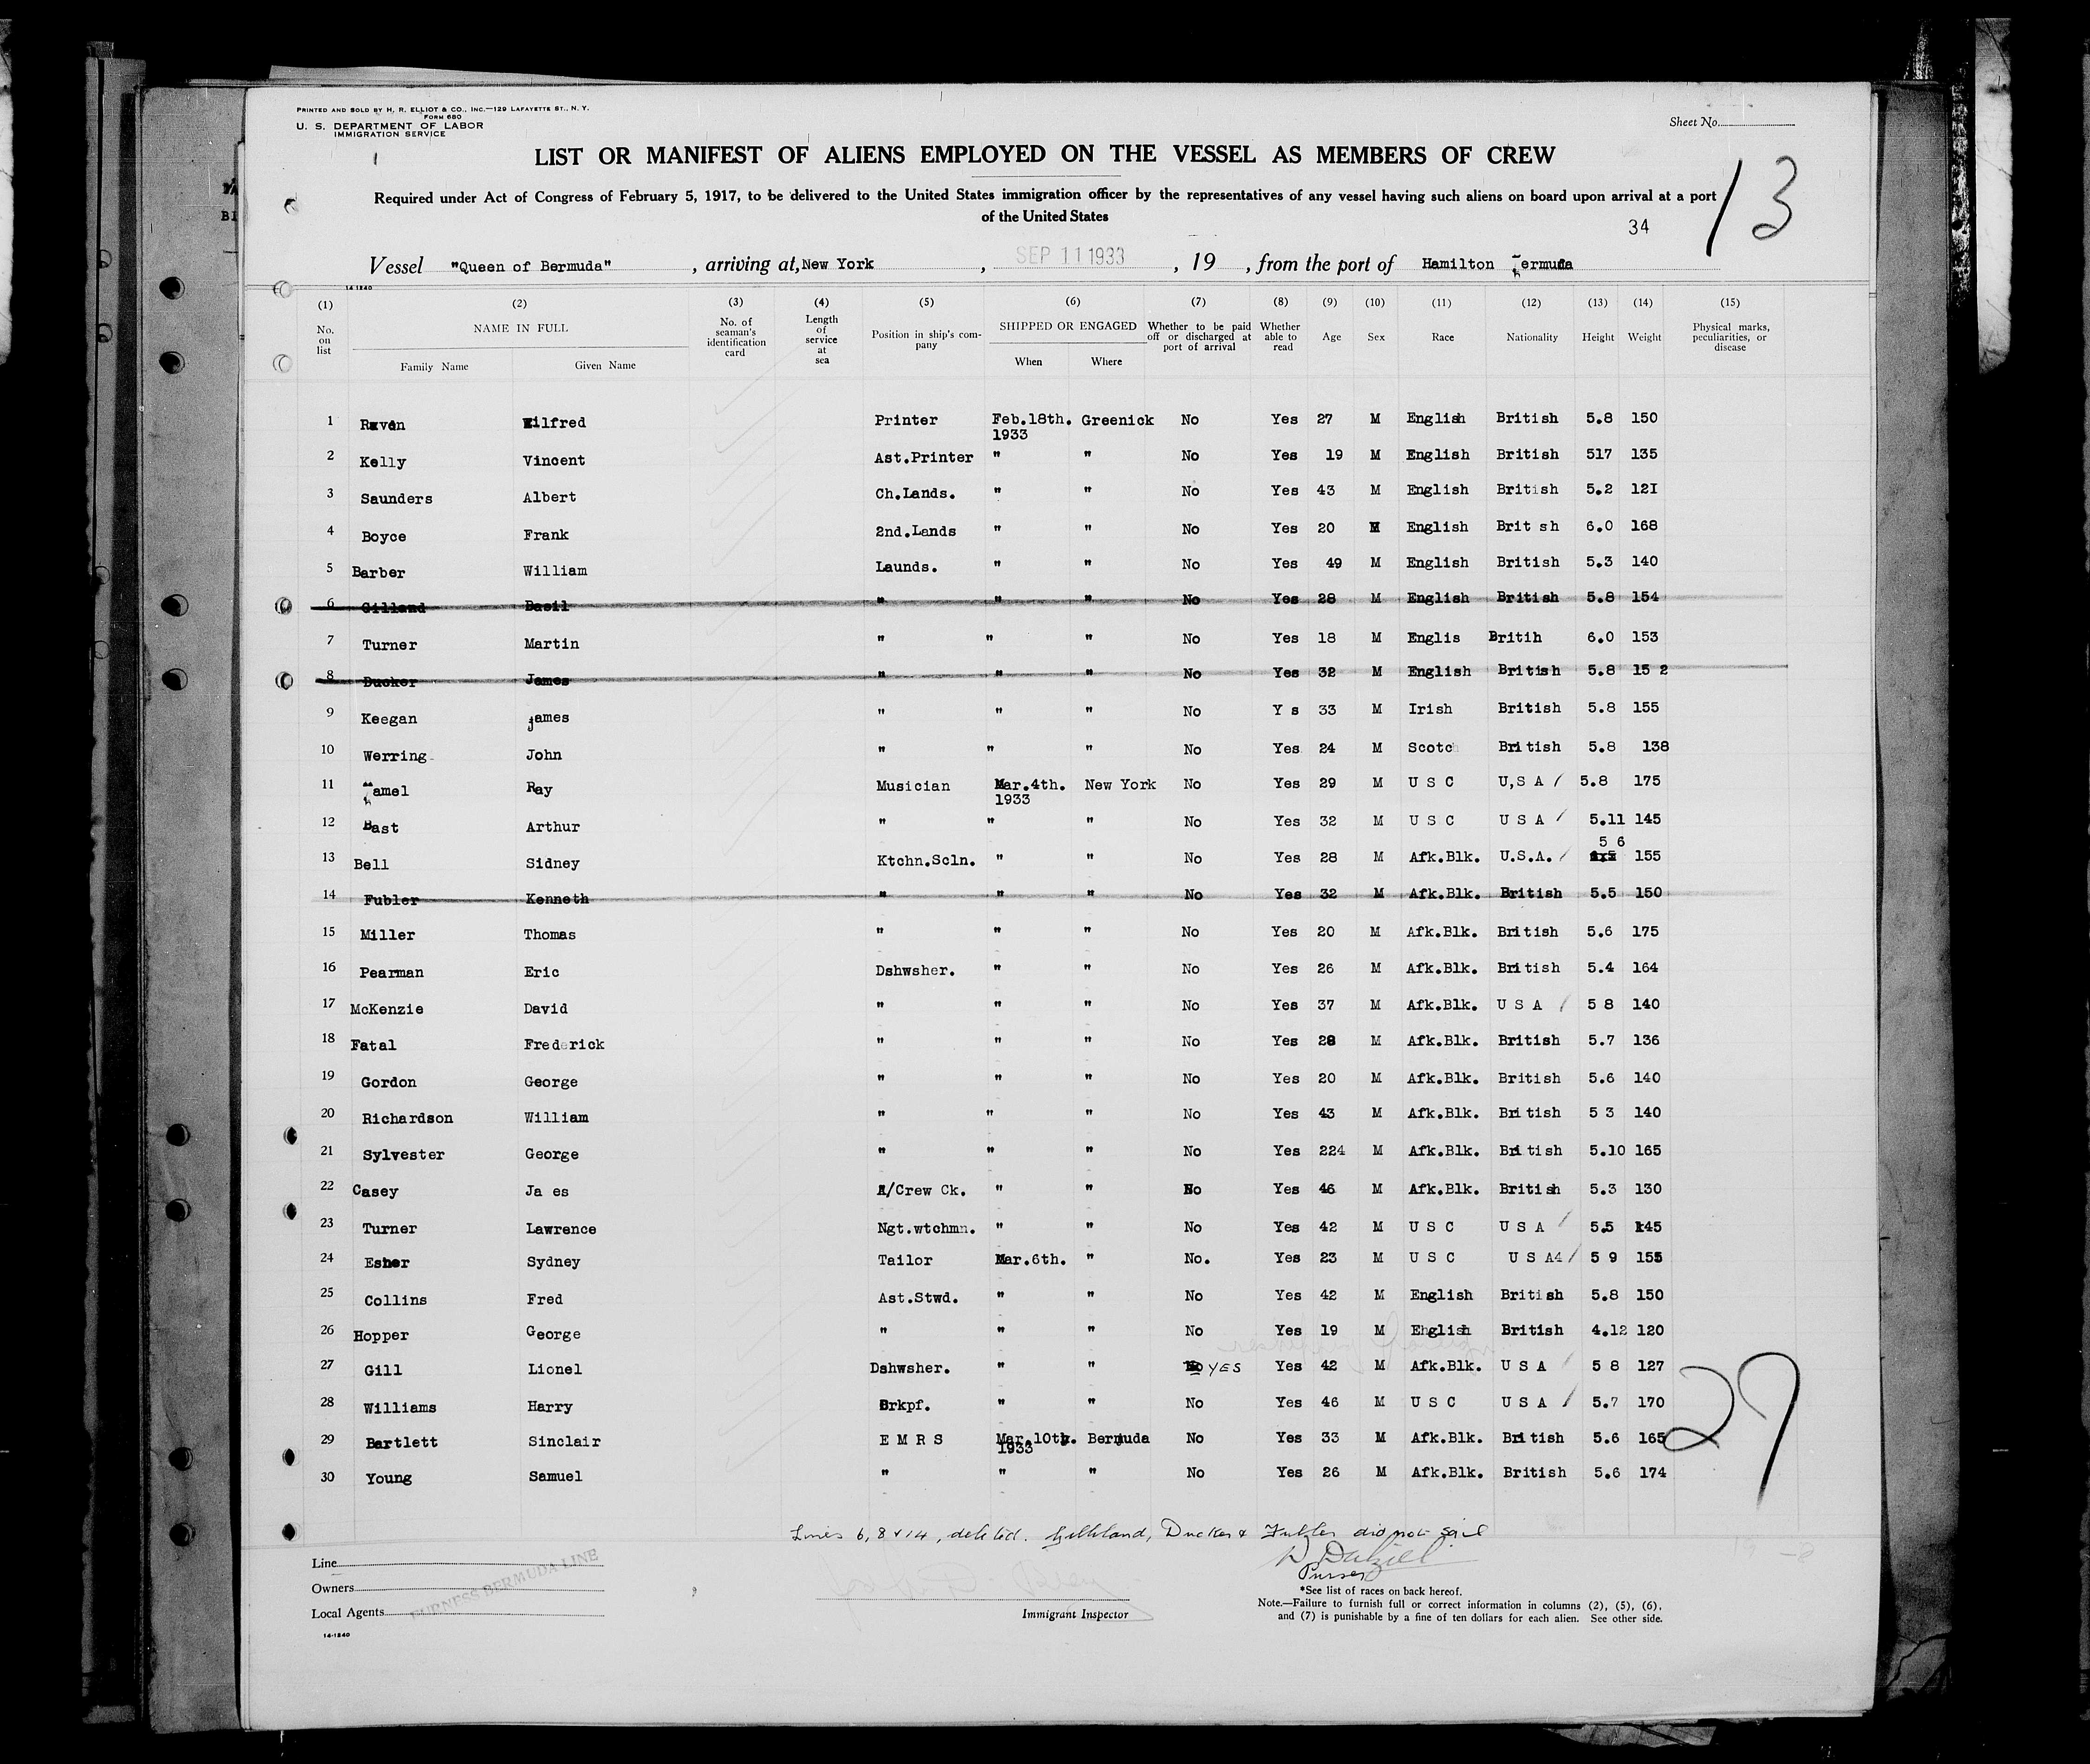 PRINTED AND SOLD BY H. R. ELLIOT & CO., INC.—129 LAFAYETTE ST., N. Y.
FORM 680
U. S. DEPARTMENT OF LABOR
IMMIGRATION SERVICE
Sheet No.
LIST OR MANIFEST OF ALIENS EMPLOYED ON THE VESSEL AS MEMBERS OF CREW
13
Required under Act of Congress of February 5, 1917, to be delivered to the United States immigration officer by the representatives of any vessel having such aliens on board upon arrival at a port
of the United States
34
Vessel "Queen of Bermuda" , arriving at, New York , SEP 11 1933 , 19 , from the port of Hamilton Bermuda
14-1240
(1) (2) (3) (4) (5) (6) (7) (8) (9) (10) (11) (12) (13) (14) (15)
No. on list NAME IN FULL No. of seaman's identification card Length of service at sea Position in ship's company SHIPPED OR ENGAGED Whether to be paid off or discharged at port of arrival Whether able to read Age Sex Race Nationality Height Weight Physical marks, peculiarities, or disease
Family Name Given Name When Where
1 Raven Wilfred Printer Feb.18th. 1933 Greenick No Yes 27 M English British 5.8 150
2 Kelly Vincent Ast.Printer " " No Yes 19 M English British 517 135
3 Saunders Albert Ch.Lands. " " No Yes 43 M English British 5.2 12I
4 Boyce Frank 2nd.Lands " " No Yes 20 M English Brit sh 6.0 168
5 Barber William Launds. " " No Yes 49 M English British 5.3 140
6 Gilland Basil " " " No Yes 28 M English British 5.8 154
7 Turner Martin " " " No Yes 18 M Englis Britih 6.0 153
8 Ducker James " " " No Yes 32 M English British 5.8 15 2
9 Keegan james " " " No Y s 33 M Irish British 5.8 155
10 Werring John " " " No Yes 24 M Scotch British 5.8 138
11 Hamel Ray Musician Mar.4th. 1933 New York No Yes 29 M U S C U,S A / 5.8 175
12 Bast Arthur " " " No Yes 32 M U S C U S A / 5.11 145
13 Bell Sidney Ktchn.Scln. " " No Yes 28 M Afk.Blk. U.S.A. / 5 6 155
14 Fubler Kenneth " " " No Yes 32 M Afk.Blk. British 5.5 150
15 Miller Thomas " " " No Yes 20 M Afk.Blk. British 5.6 175
16 Pearman Eric Dshwsher. " " No Yes 26 M Afk.Blk. British 5.4 164
17 McKenzie David " " " No Yes 37 M Afk.Blk. U S A / 5 8 140
18 Fatal Frederick " " " No Yes 28 M Afk.Blk. British 5.7 136
19 Gordon George " " " No Yes 20 M Afk.Blk. British 5.6 140
20 Richardson William " " " No Yes 43 M Afk.Blk. British 5 3 140
21 Sylvester George " " " No Yes 224 M Afk.Blk. British 5.10 165
22 Casey Ja es A/Crew Ck. " " No Yes 46 M Afk.Blk. British 5.3 130
23 Turner Lawrence Ngt.wtchmn. " " No Yes 42 M U S C U S A / 5.5 145
24 Esher Sydney Tailor Mar.6th. " No. Yes 23 M U S C U S A4 / 5 9 155
25 Collins Fred Ast.Stwd. " " No Yes 42 M English British 5.8 150
26 Hopper George " " " No Yes 19 M English British 4.12 120
27 Gill Lionel Dshwsher. " " No YES Yes 42 M Afk.Blk. U S A / 5 8 127
28 Williams Harry Brkpf. " " No Yes 46 M U S C U S A / 5.7 170
29 Bartlett Sinclair E M R S Mar.10th. 1933 Bermuda No Yes 33 M Afk.Blk. British 5.6 165
30 Young Samuel " " " No Yes 26 M Afk.Blk. British 5.6 174
27
Lines 6, 8 & 14, deleted. Gilliland, Ducker & Fubler did not sail
D Dalziell
Purser
Line
Owners
Local Agents
FURNESS BERMUDA LINE
14-1240
Immigrant Inspector
*See list of races on back hereof.
Note.—Failure to furnish full or correct information in columns (2), (5), (6),
and (7) is punishable by a fine of ten dollars for each alien. See other side.